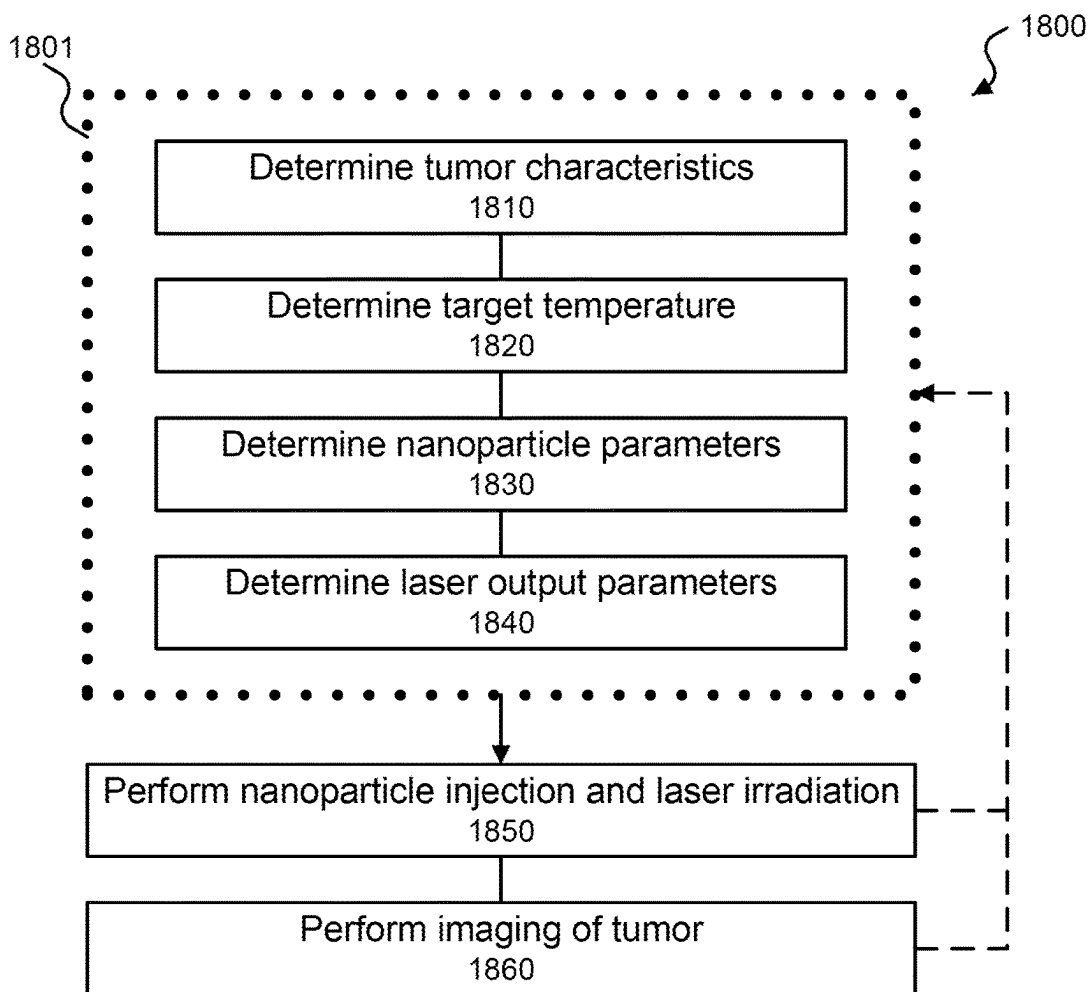 1800
1801
Determine tumor characteristics
1810
Determine target temperature
1820
Determine nanoparticle parameters
1830
Determine laser output parameters
1840
Perform nanoparticle injection and laser irradiation
1850
Perform imaging of tumor
1860